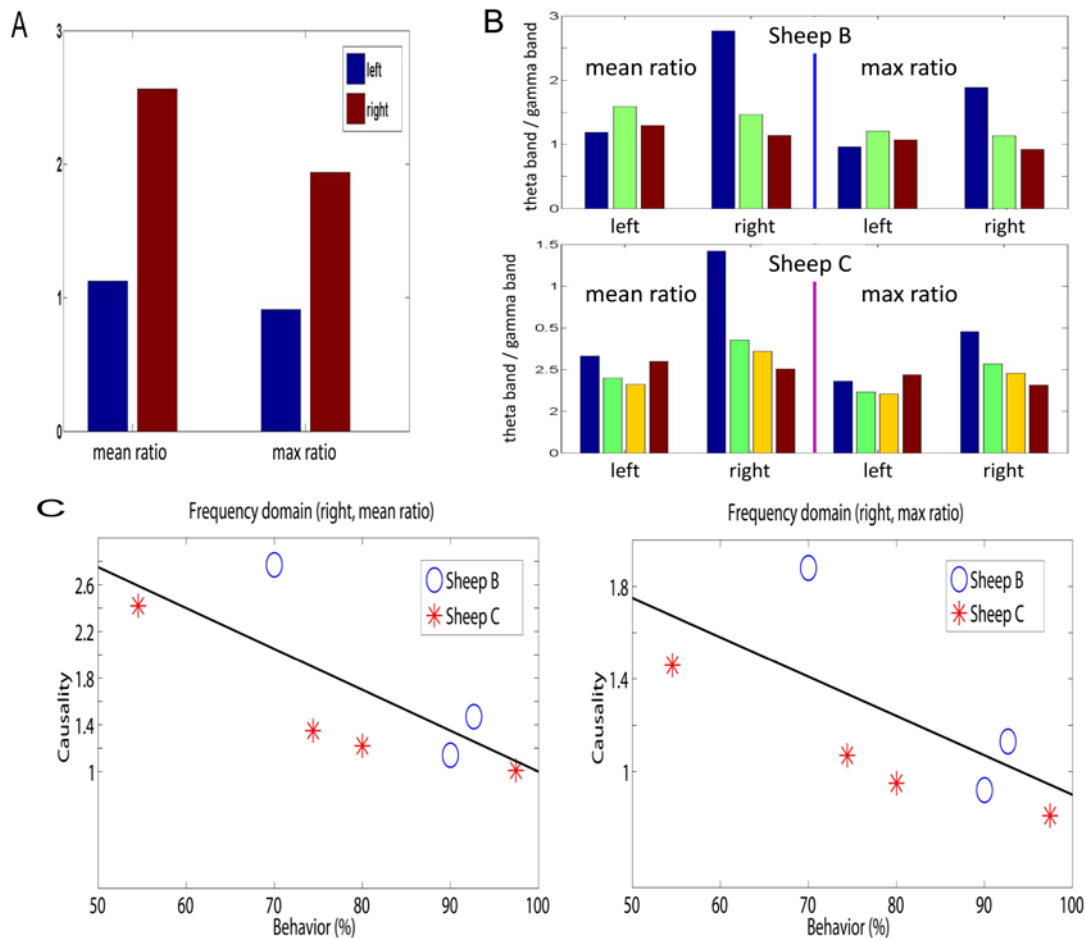 A
3
2
1
0
left
right
mean ratio
max ratio
B
theta band / gamma band
3
2
1
0
Sheep B
mean ratio
max ratio
left
right
left
right
theta band / gamma band
1.5
1
0.5
2.5
2
0
Sheep C
mean ratio
max ratio
left
right
left
right
C
Frequency domain (right, mean ratio)
Causality
2.6
2.2
1.8
1.4
1
Sheep B
Sheep C
50
60
70
80
90
100
Behavior (%)
Frequency domain (right, max ratio)
Causality
1.8
1.4
1
Sheep B
Sheep C
50
60
70
80
90
100
Behavior (%)